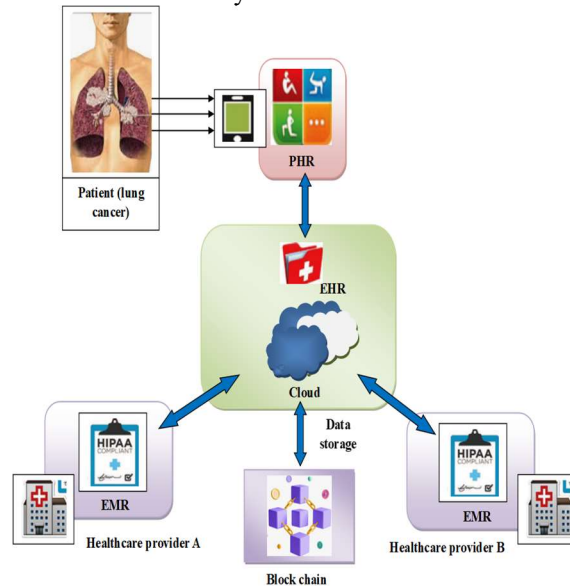 y
Patient (lung
cancer)
PHR
EHR
Cloud
Data
storage
HIPAA
COMPLIANT
EMR
Healthcare provider A
HIPAA
COMPLIANT
EMR
Healthcare provider B
Block chain